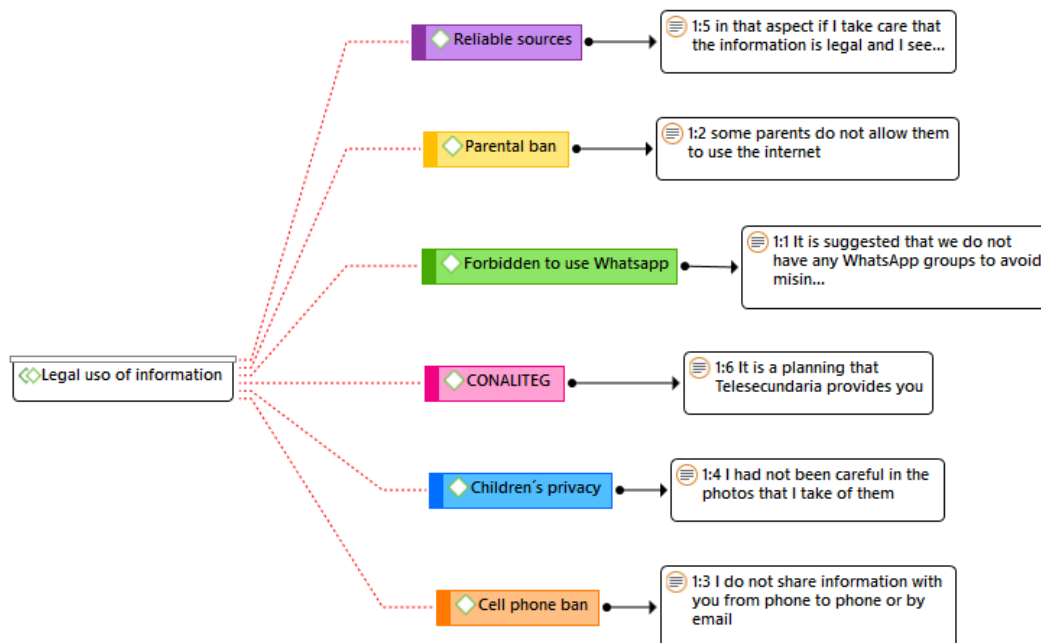 Reliable sources
1:5 in that aspect if I take care that
the information is legal and I see...
Parental ban
1:2 some parents do not allow them
to use the internet
Forbidden to use Whatsapp
1:1 It is suggested that we do not
have any WhatsApp groups to avoid
misin...
Legal uso of information
CONALITEG
1:6 It is a planning that
Telesecundaria provides you
Children´s privacy
1:4 I had not been careful in the
photos that I take of them
Cell phone ban
1:3 I do not share information with
you from phone to phone or by
email